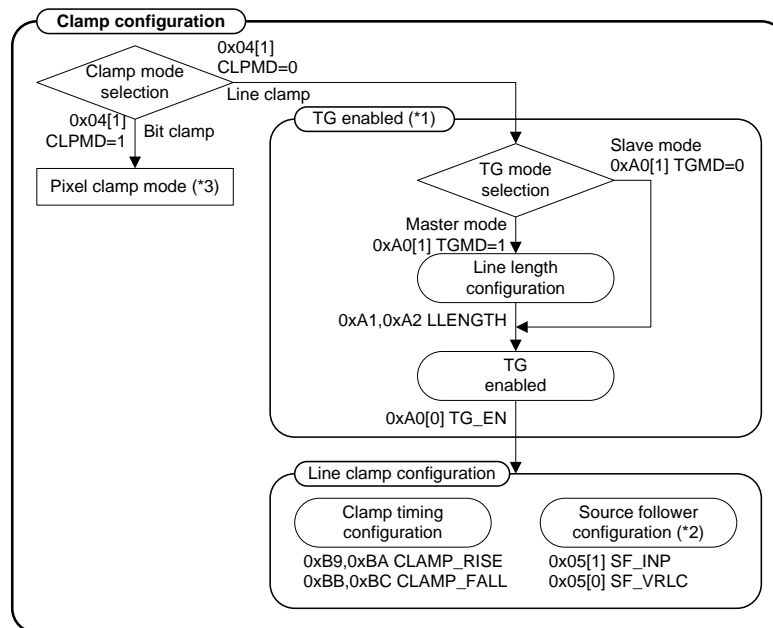 Clamp configuration
0x04[1]
CLPMD=0
Clamp mode
selection
Line clamp
0x04[1]
CLPMD=1
Bit clamp
Pixel clamp mode (*3)
TG enabled (*1)
Slave mode
0xA0[1] TGMD=0
TG mode
selection
Master mode
0xA0[1] TGMD=1
Line length
configuration
0xA1,0xA2 LLENGTH
TG
enabled
0xA0[0] TG_EN
Line clamp configuration
Clamp timing
configuration
0xB9,0xBA CLAMP_RISE
0xBB,0xBC CLAMP_FALL
Source follower
configuration (*2)
0x05[1] SF_INP
0x05[0] SF_VRLC